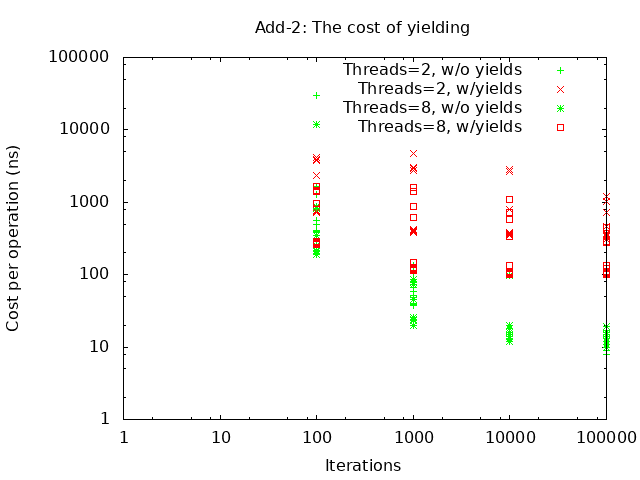 Add-2: The cost of yielding
100000
10000
1000
100
10
1
Cost per operation (ns)
Threads=2, w/o yields
Threads=2, w/yields
Threads=8, w/o yields
Threads=8, w/yields
1 10 100 1000 10000 100000
Iterations